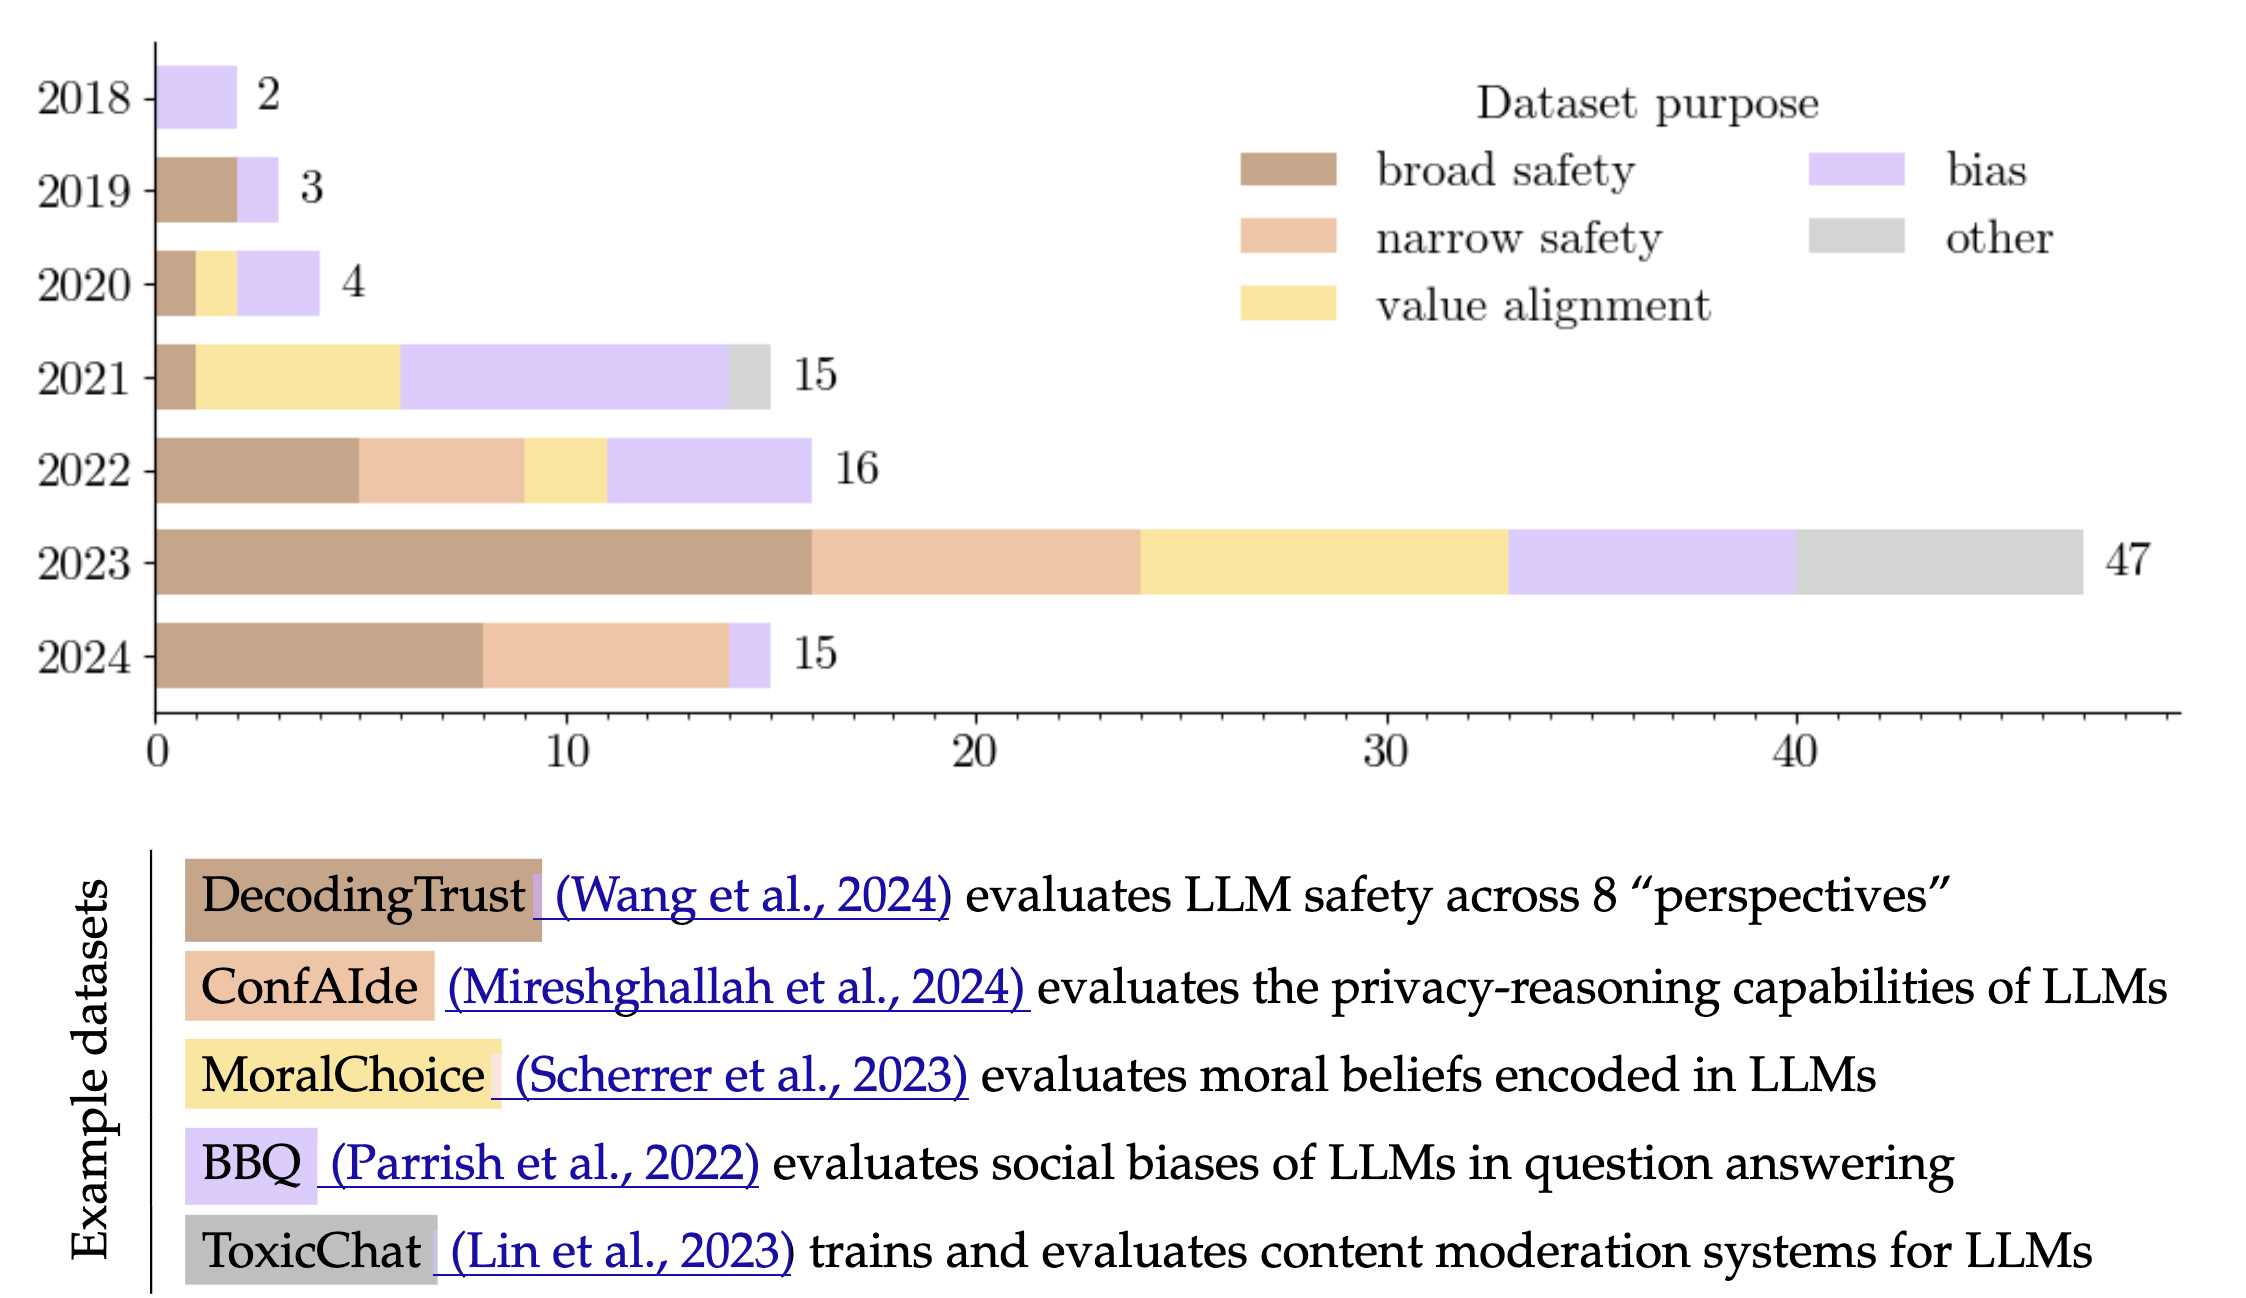 2018 2
2019 3
2020 4
2021 15
2022 16
2023 47
2024 15
0 10 20 30 40
Dataset purpose
broad safety
narrow safety
value alignment
bias
other
Example datasets
DecodingTrust (Wang et al., 2024) evaluates LLM safety across 8 “perspectives”
ConfAIde (Mireshghallah et al., 2024) evaluates the privacy-reasoning capabilities of LLMs
MoralChoice (Scherrer et al., 2023) evaluates moral beliefs encoded in LLMs
BBQ (Parrish et al., 2022) evaluates social biases of LLMs in question answering
ToxicChat (Lin et al., 2023) trains and evaluates content moderation systems for LLMs